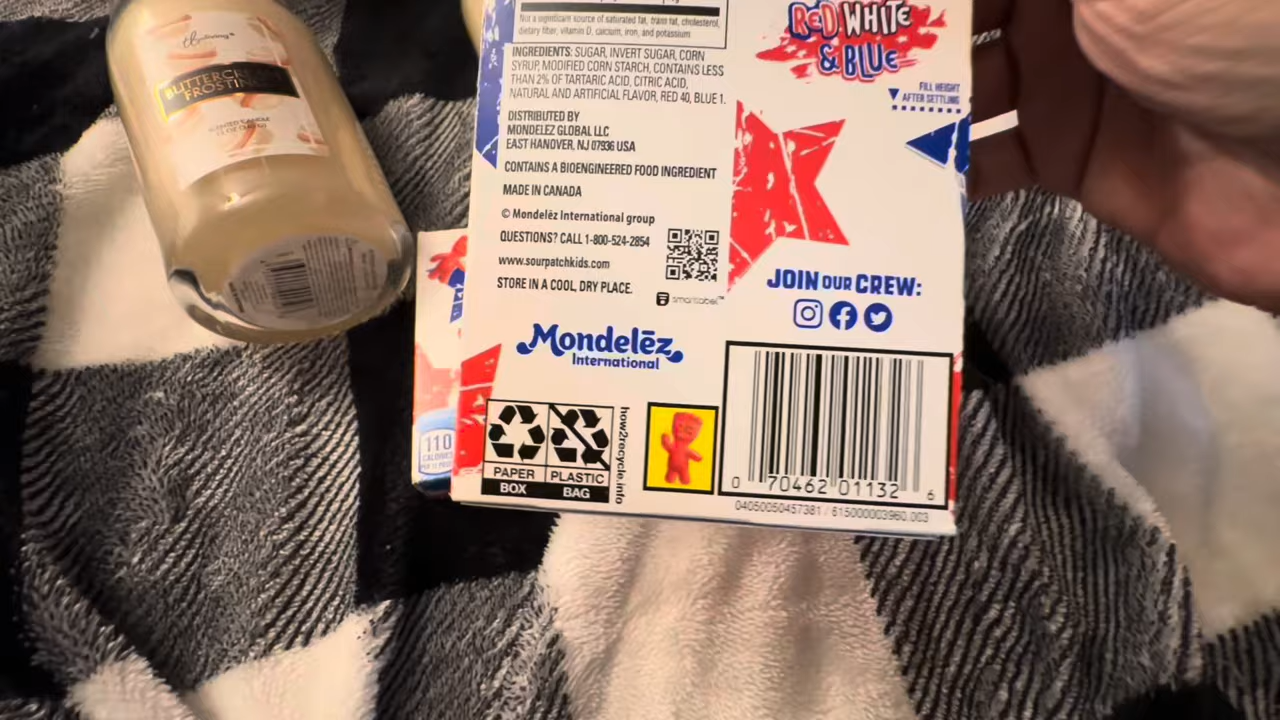 tlpliving
BUTTERCREAM
FROSTING
SCENTED CANDLE
Not a significant source of saturated fat, trans fat, cholesterol,
dietary fiber, vitamin D, calcium, iron, and potassium
INGREDIENTS: SUGAR, INVERT SUGAR, CORN
SYRUP, MODIFIED CORN STARCH, CONTAINS LESS
THAN 2% OF TARTARIC ACID, CITRIC ACID,
NATURAL AND ARTIFICIAL FLAVOR, RED 40, BLUE 1.
DISTRIBUTED BY
MONDELEZ GLOBAL LLC
EAST HANOVER, NJ 07936 USA
CONTAINS A BIOENGINEERED FOOD INGREDIENT
MADE IN CANADA
© Mondelēz International group
QUESTIONS? CALL 1-800-524-2854
www.sourpatchkids.com
STORE IN A COOL, DRY PLACE.
smartlabel™
Mondelēz
International
PAPER
BOX
PLASTIC
BAG
how2recycle.info
RED WHITE
& BLUE
FILL HEIGHT
AFTER SETTLING
JOIN OUR CREW:
0 70462 01132 6
04050050457381 / 615000003960.003
110
CALORIES